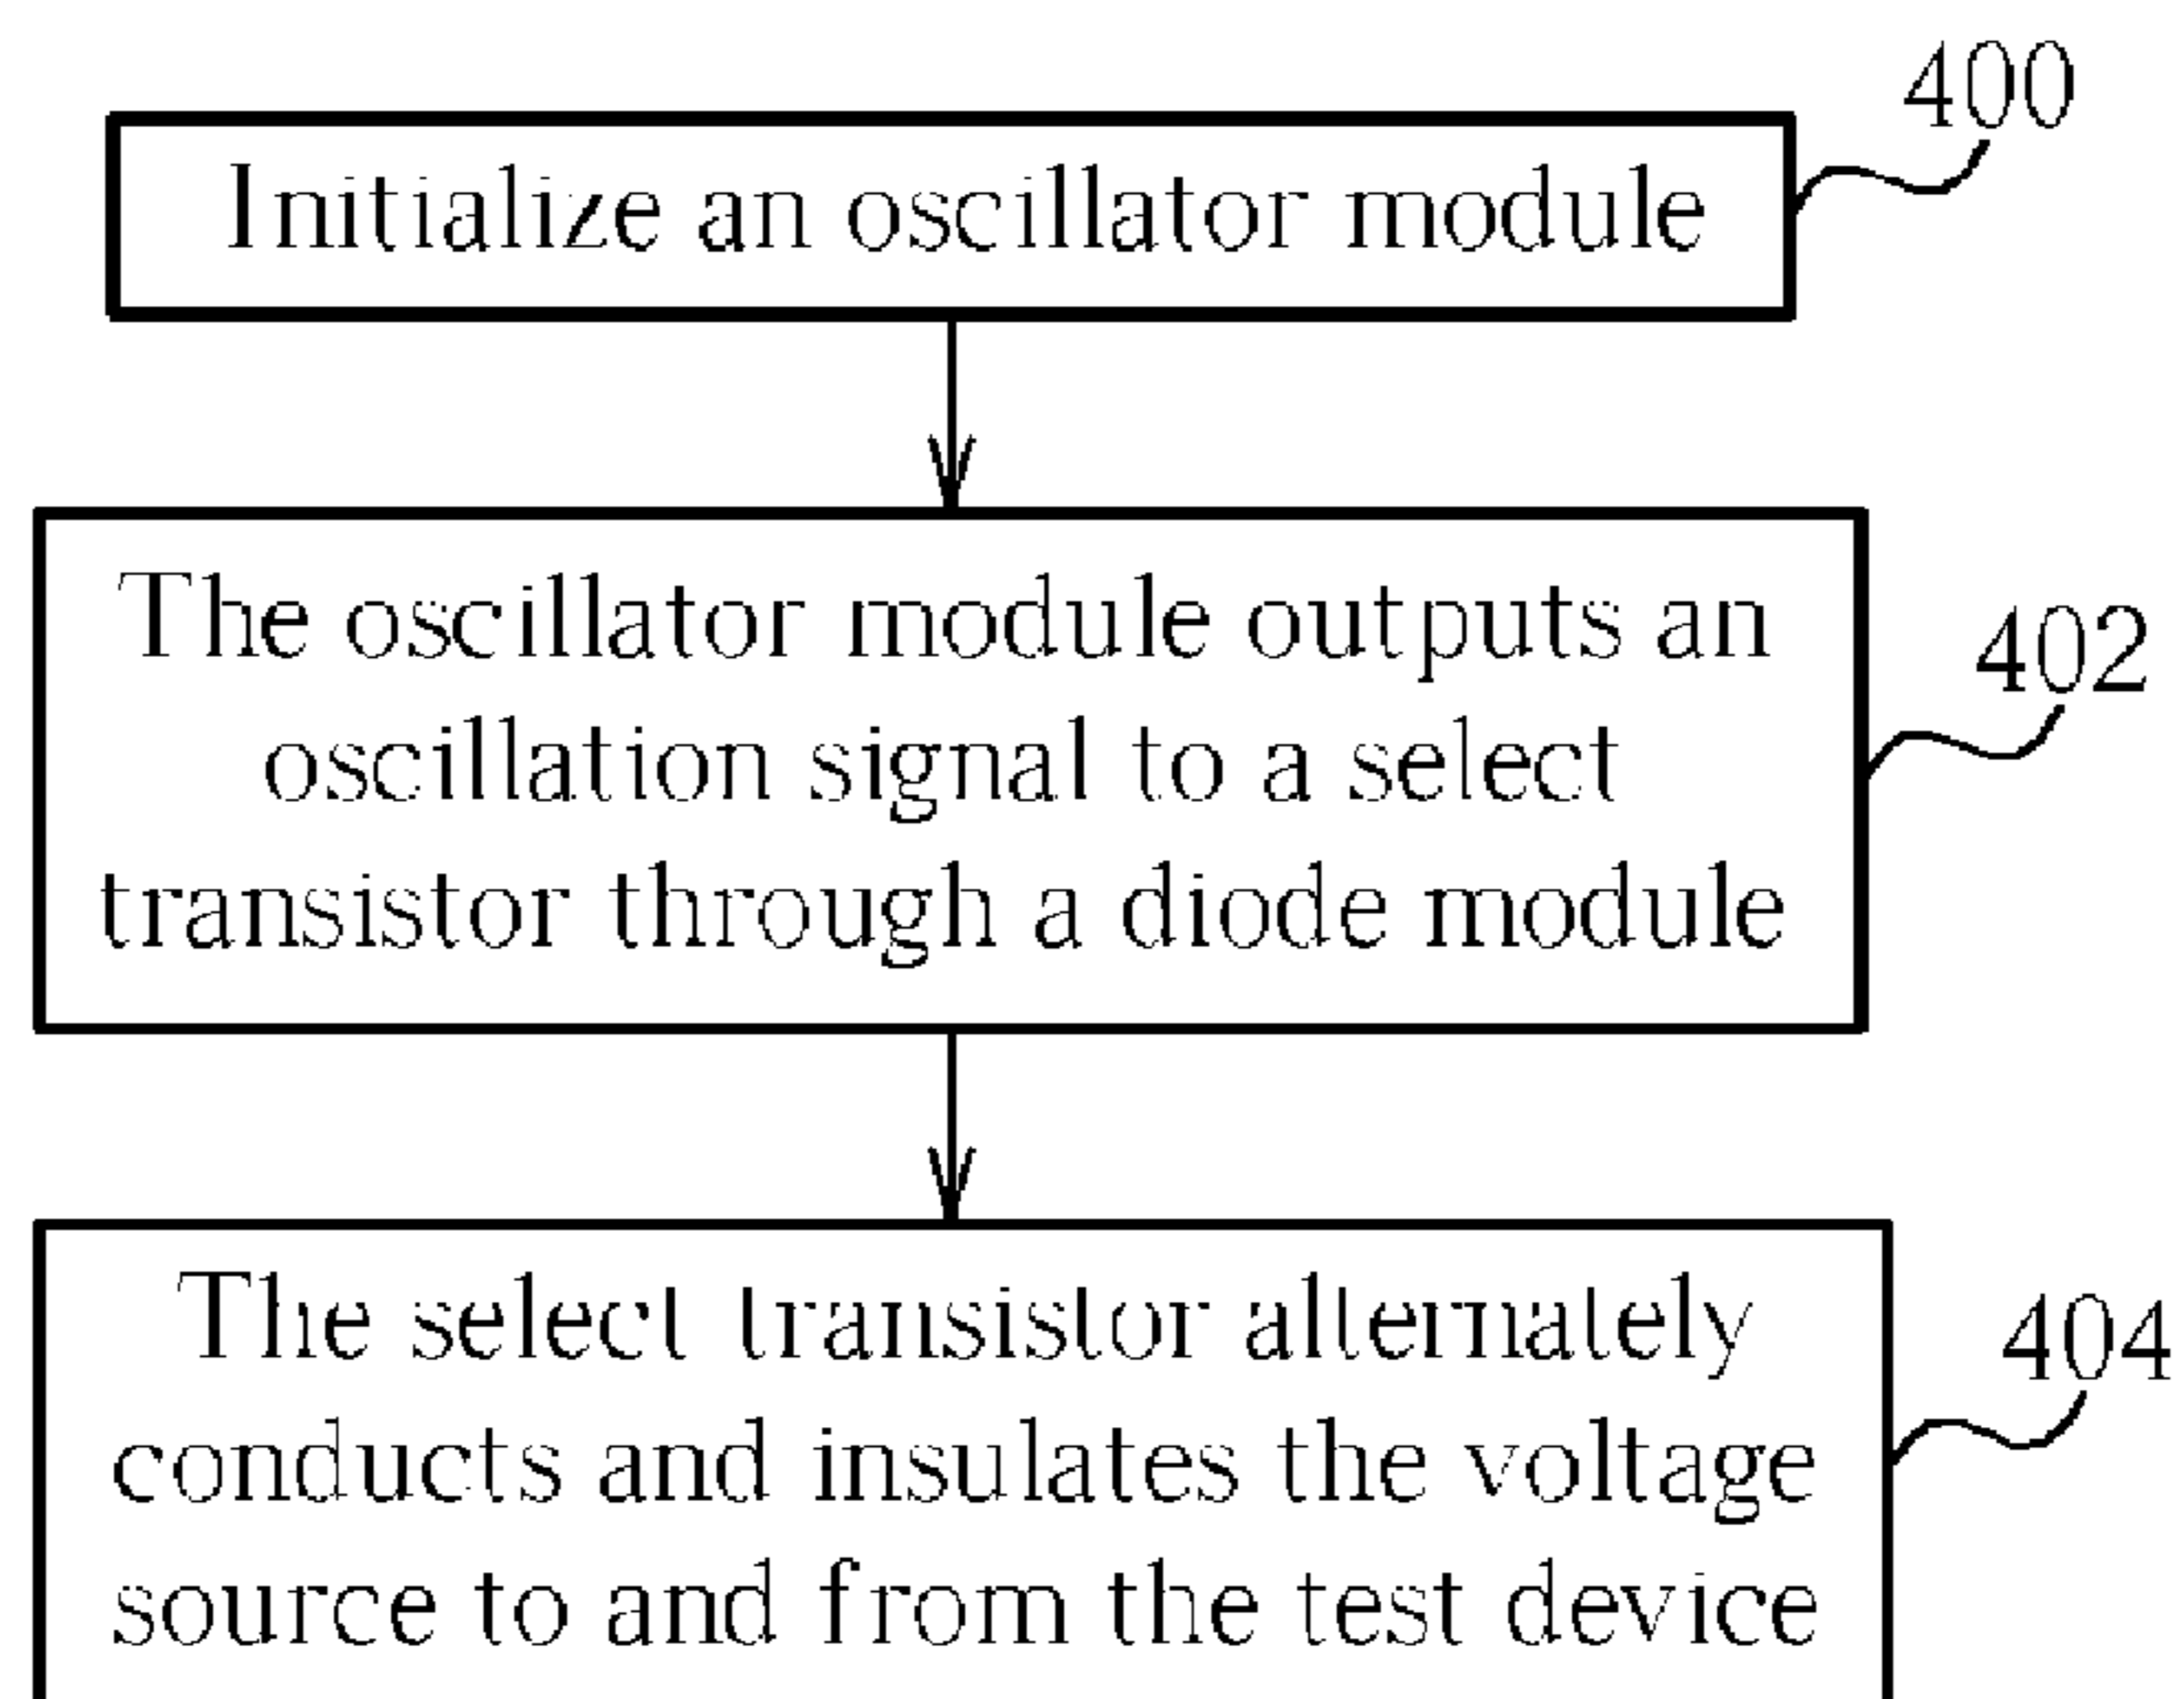 400
Initialize an oscillator module
The oscillator module outputs an
402
oscillation signal to a select
transistor through a diode module
The select transistor alternately
404
conducts and insulates the voltage
source to and from the test device